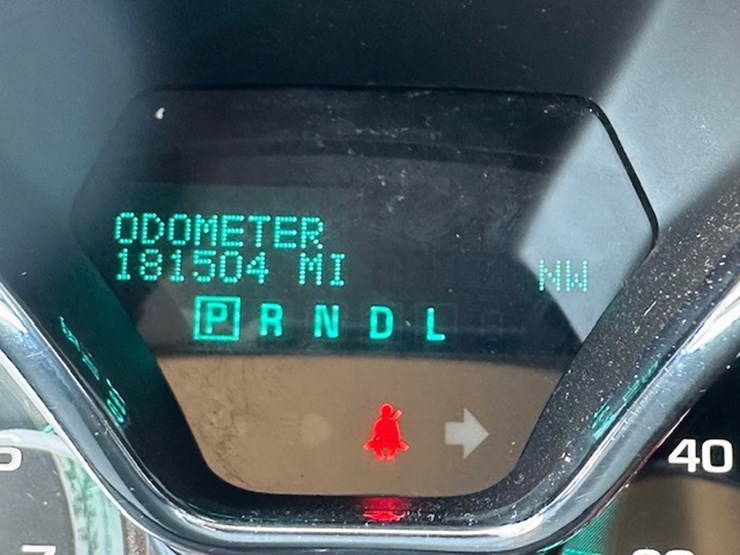 ODOMETER
181504 MI NW
P R N D L
40